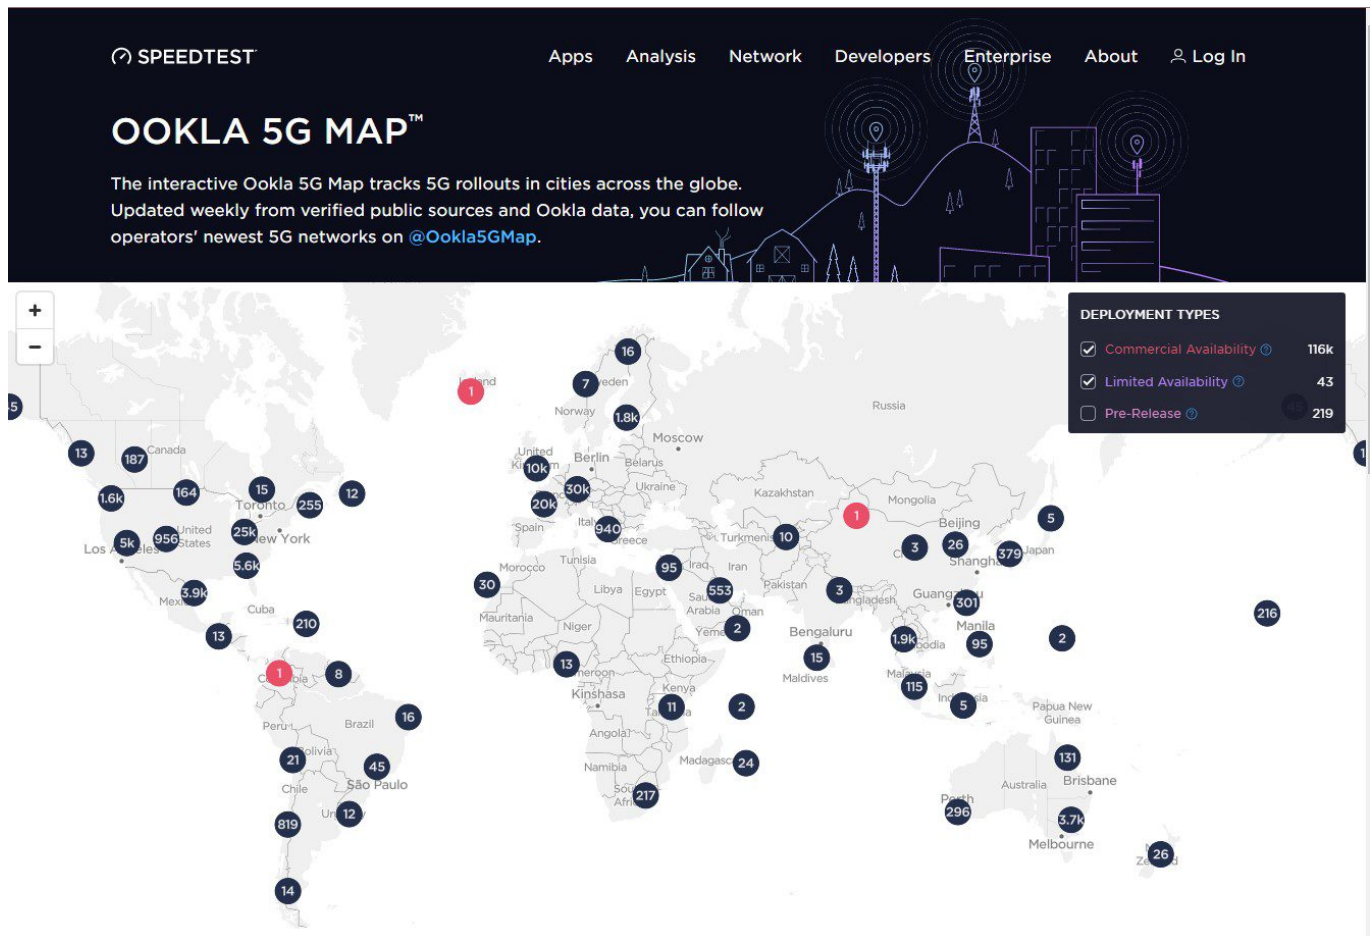 SPEEDTEST
Apps Analysis Network Developers Enterprise About Log In
OOKLA 5G MAP™
The interactive Ookla 5G Map tracks 5G rollouts in cities across the globe.
Updated weekly from verified public sources and Ookla data, you can follow
operators' newest 5G networks on @Ookla5GMap.
+
−
DEPLOYMENT TYPES
Commercial Availability 116k
Limited Availability 43
Pre-Release 219
16
1
7
Norway
Russia
1.8k
Moscow
13
187
Canada
United
10k
Berlin
Belarus
1.6k
164
15
Toronto
255
12
20k
30k
Ukraine
Kazakhstan
Mongolia
1
Spain
940
Beijing
5
5k
Los
956
United
States
25k
5.6k
Turkmenis
10
3
26
379
Japan
Morocco
Tunisia
95
Iraq
Iran
30
Libya
Egypt
553
Arabia
Oman
Pakistan
3
301
216
3.9k
Cuba
210
Mauritania
Niger
2
Bengaluru
15
Maldives
1.9k
Manila
95
2
13
1
8
13
Ethiopia
Kinshasa
Kenya
11
2
115
5
Papua New
Guinea
Peru
Brazil
16
Angola
21
45
São Paulo
Chile
Namibia
24
217
131
Australia
Brisbane
819
12
296
3.7k
Melbourne
26
14